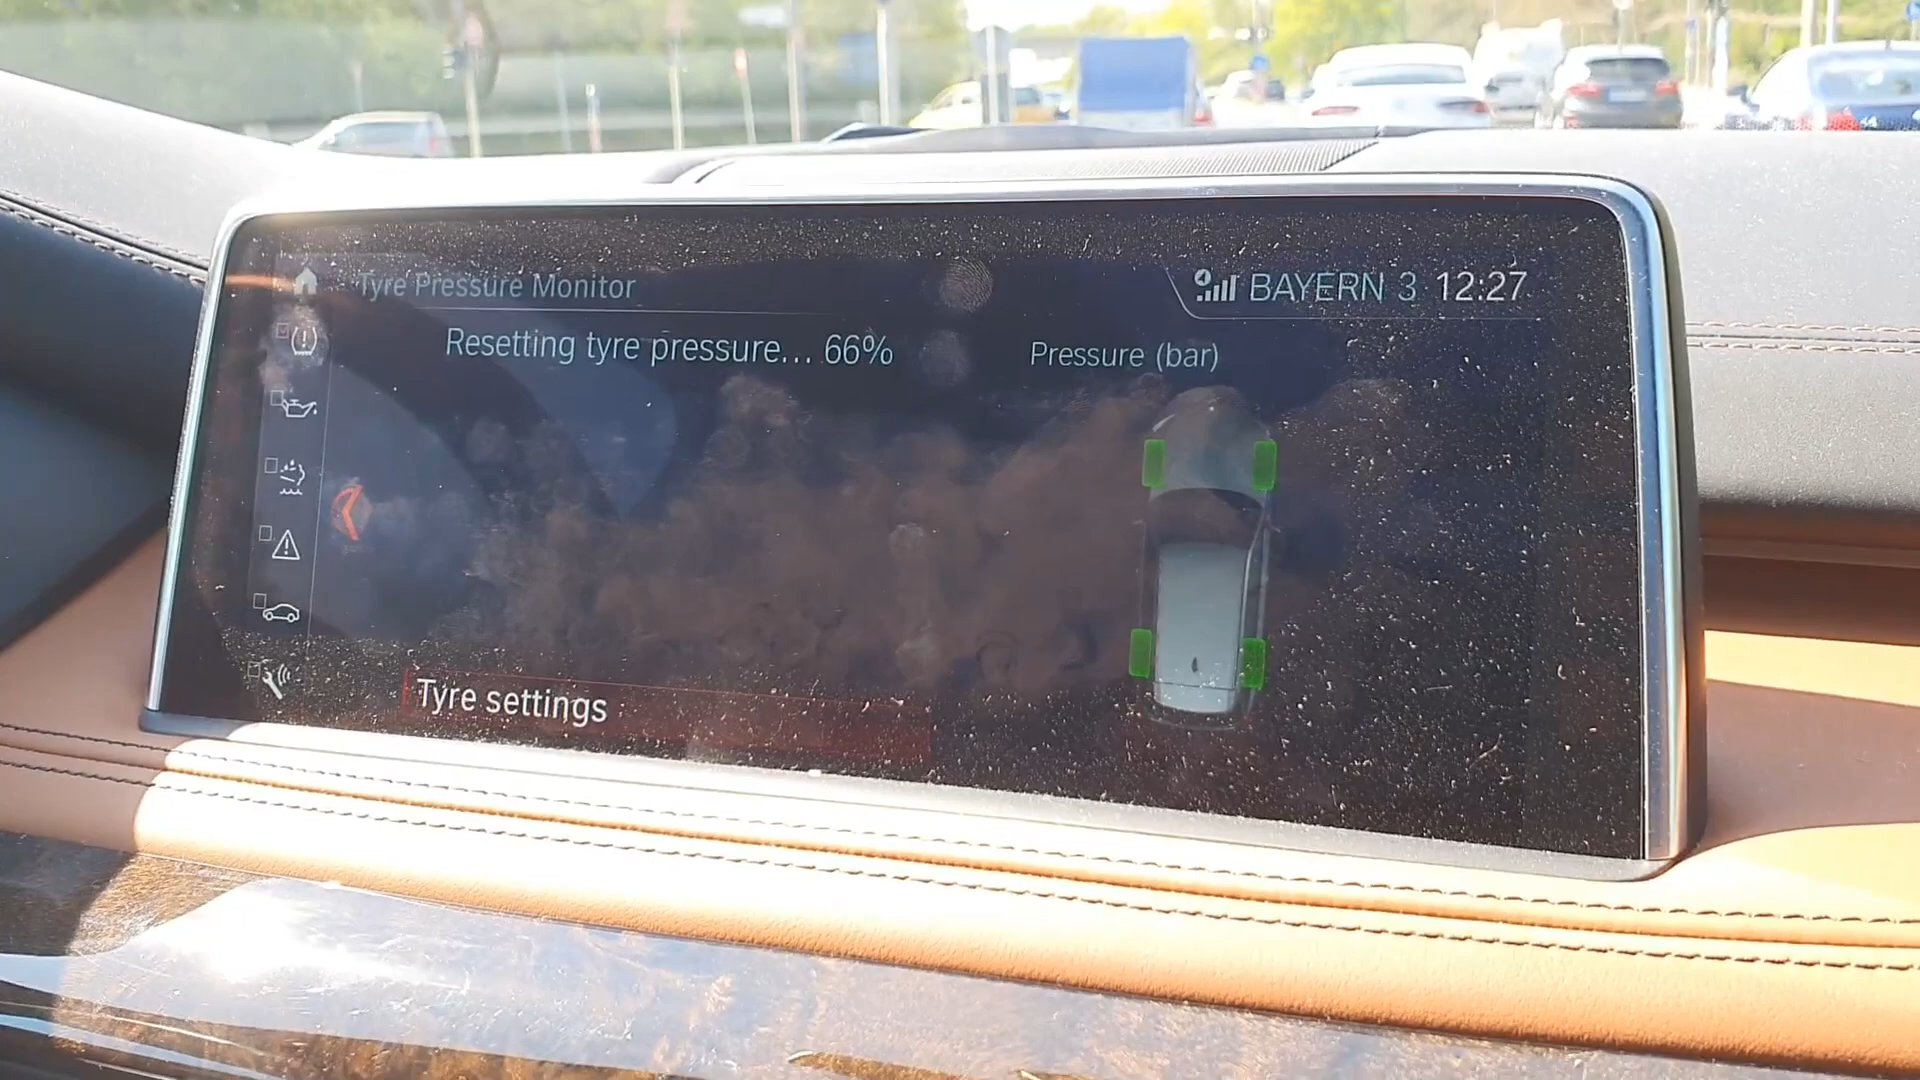 Tyre Pressure Monitor
BAYERN 3 12:27
Resetting tyre pressure... 66%
Pressure (bar)
Tyre settings